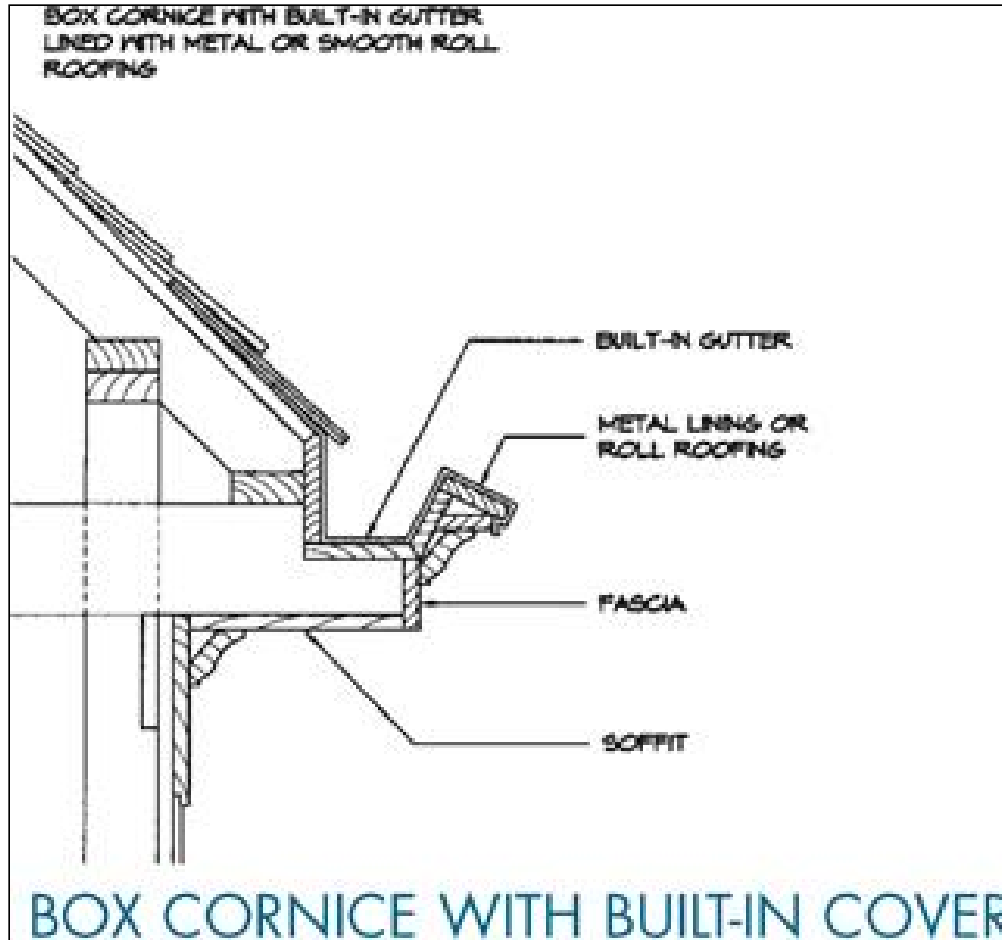 BOX CORNICE WITH BUILT-IN GUTTER
LINED WITH METAL OR SMOOTH ROLL
ROOFING
BUILT-IN GUTTER
METAL LINING OR
ROLL ROOFING
FASCIA
SOFFIT
BOX CORNICE WITH BUILT-IN COVER